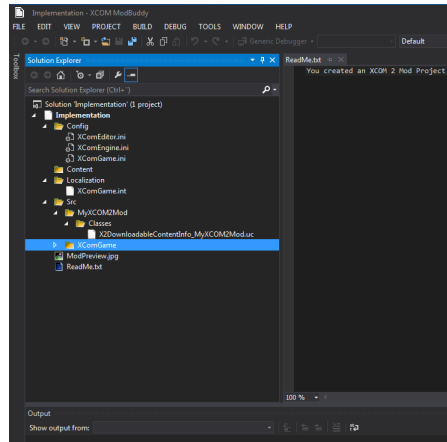 Implementation - XCOM ModBuddy
FILE EDIT VIEW PROJECT BUILD DEBUG TOOLS WINDOW HELP
Generic Debugger Default
Toolbox
Solution Explorer
Search Solution Explorer (Ctrl+¨)
Solution 'Implementation' (1 project)
Implementation
Config
XComEditor.ini
XComEngine.ini
XComGame.ini
Content
Localization
XComGame.int
Src
MyXCOM2Mod
Classes
X2DownloadableContentInfo_MyXCOM2Mod.uc
XComGame
ModPreview.jpg
ReadMe.txt
ReadMe.txt
You created an XCOM 2 Mod Project
100 %
Output
Show output from: